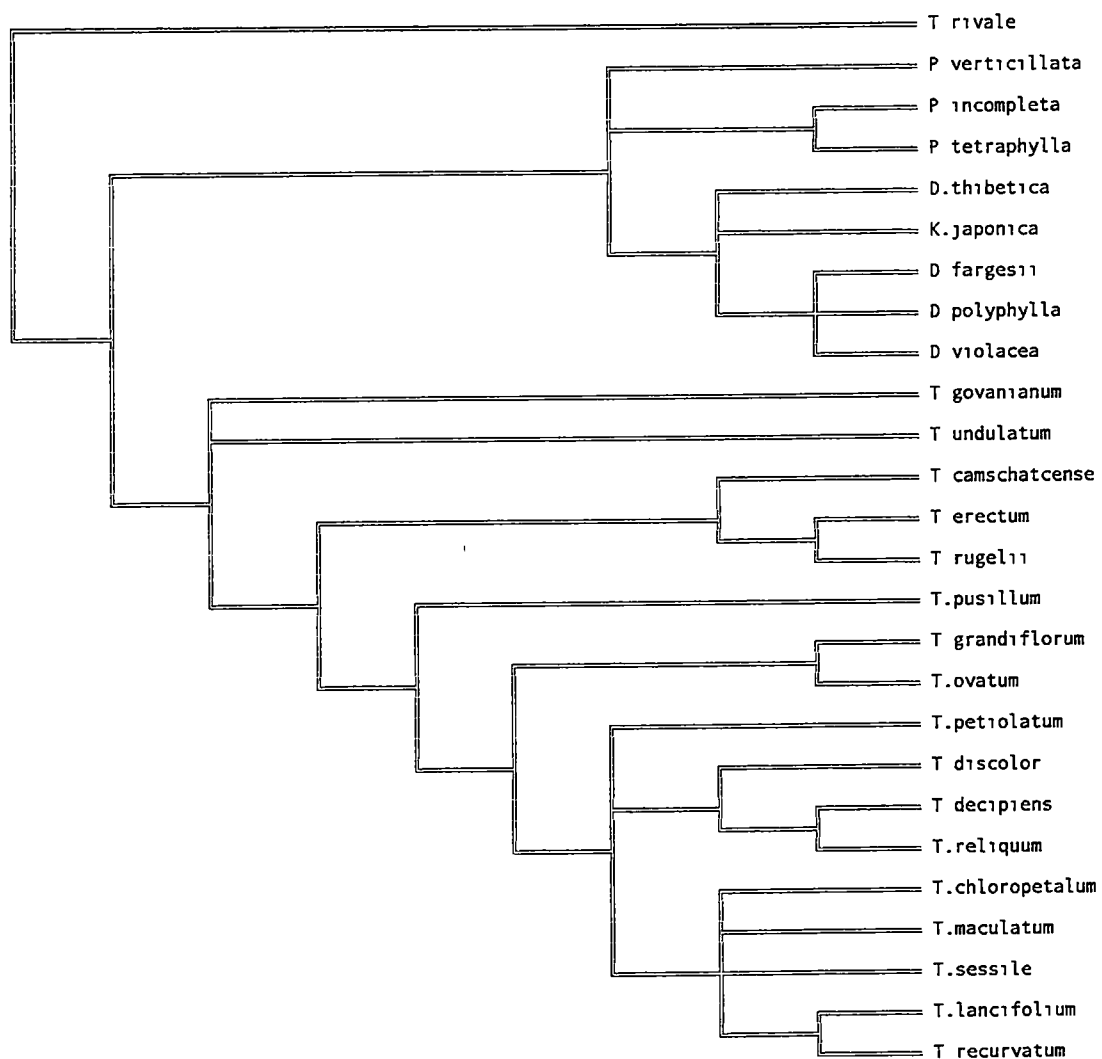 T rivale
P verticillata
P incompleta
P tetraphylla
D.thibetica
K.japonica
D fargesii
D polyphylla
D violacea
T govanianum
T undulatum
T camschatcense
T erectum
T rugelii
T.pusillum
T grandiflorum
T.ovatum
T.petiolatum
T discolor
T decipiens
T.reliquum
T.chloropetalum
T.maculatum
T.sessile
T.lancifolium
T recurvatum